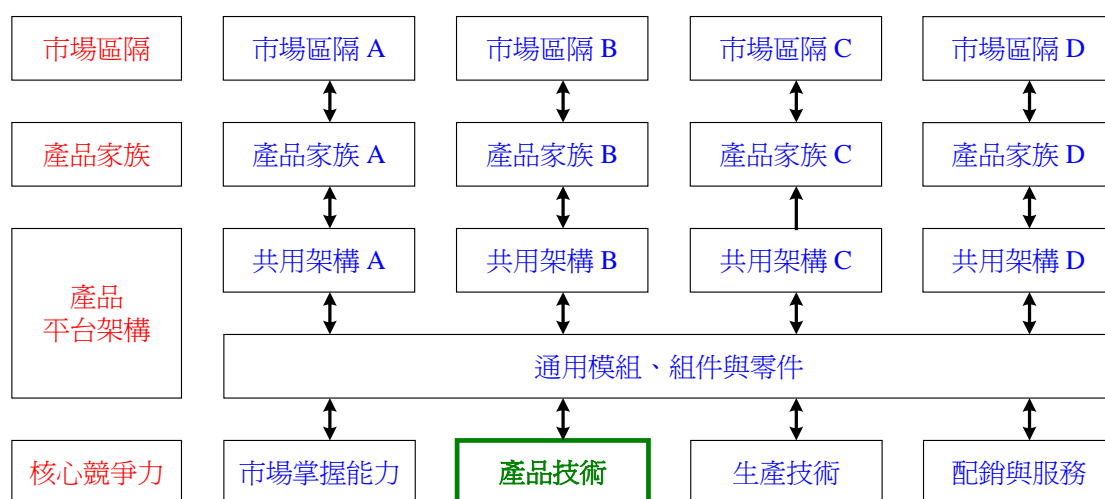 市場區隔
市場區隔 A
市場區隔 B
市場區隔 C
市場區隔 D
產品家族
產品家族 A
產品家族 B
產品家族 C
產品家族 D
產品
平台架構
共用架構 A
共用架構 B
共用架構 C
共用架構 D
通用模組、組件與零件
核心競爭力
市場掌握能力
產品技術
生產技術
配銷與服務